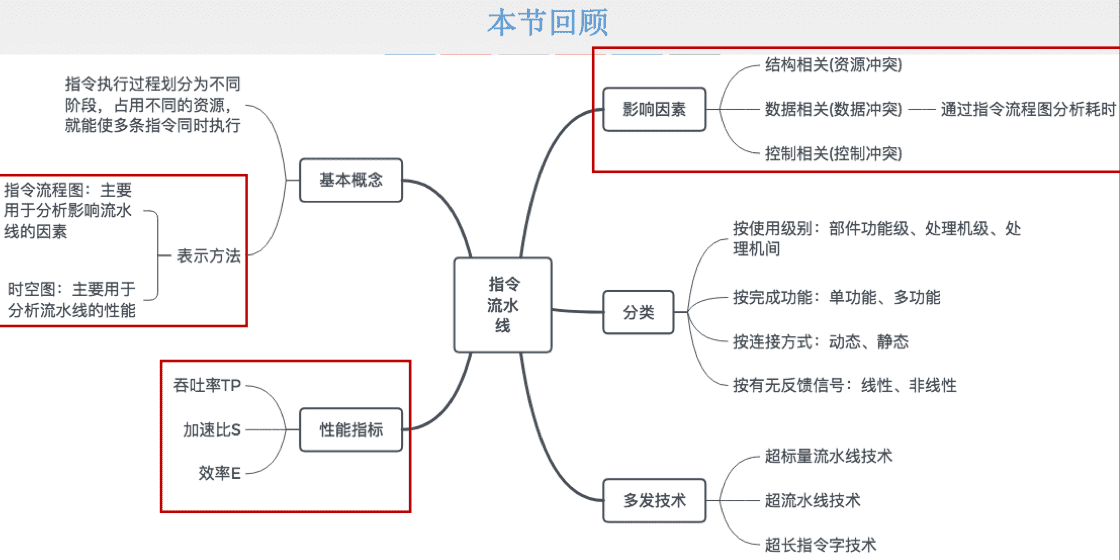 本节回顾
指令执行过程划分为不同
阶段，占用不同的资源，
就能使多条指令同时执行
基本概念
指令流程图：主要
用于分析影响流水
线的因素
表示方法
时空图：主要用于
分析流水线的性能
吞吐率TP
加速比S
效率E
性能指标
指令
流水
线
影响因素
结构相关(资源冲突)
数据相关(数据冲突)
通过指令流程图分析耗时
控制相关(控制冲突)
分类
按使用级别：部件功能级、处理机级、处
理机间
按完成功能：单功能、多功能
按连接方式：动态、静态
按有无反馈信号：线性、非线性
多发技术
超标量流水线技术
超流水线技术
超长指令字技术